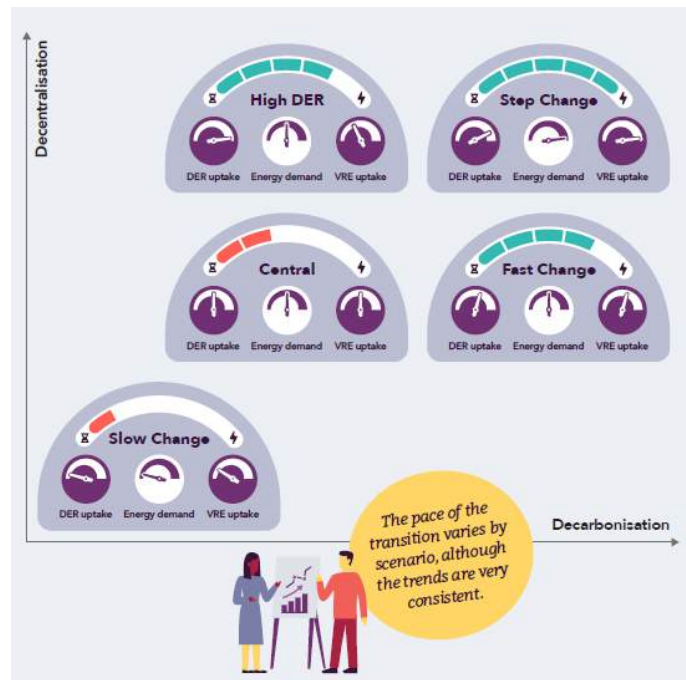 Decentralisation
High DER
DER uptake Energy demand VRE uptake
Step Change
DER uptake Energy demand VRE uptake
Central
DER uptake Energy demand VRE uptake
Fast Change
DER uptake Energy demand VRE uptake
Slow Change
DER uptake Energy demand VRE uptake
The pace of the
transition varies by
scenario, although
the trends are very
consistent.
Decarbonisation